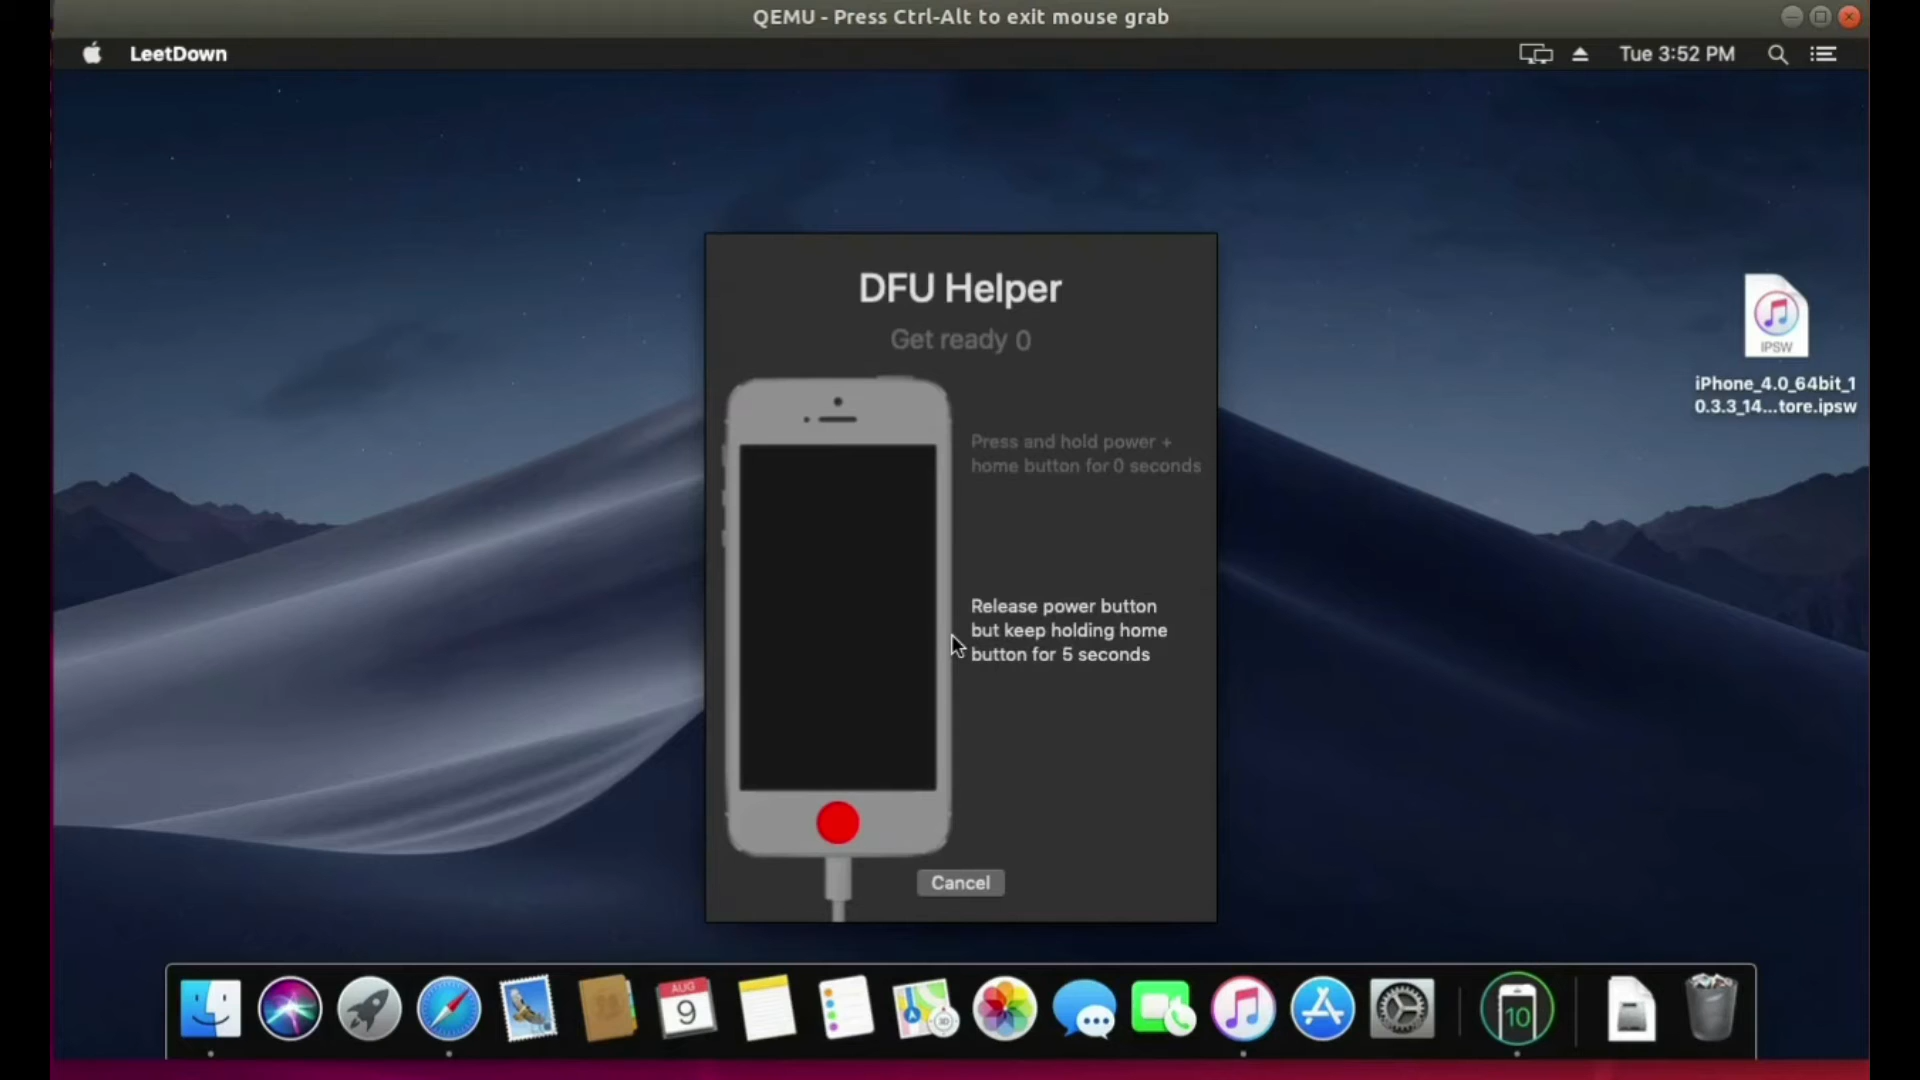 QEMU - Press Ctrl-Alt to exit mouse grab
LeetDown
Tue 3:52 PM
DFU Helper
Get ready 0
Press and hold power +
home button for 0 seconds
Release power button
but keep holding home
button for 5 seconds
Cancel
IPSW
iPhone_4.0_64bit_1
0.3.3_14...tore.ipsw
AUG
9
3D
10